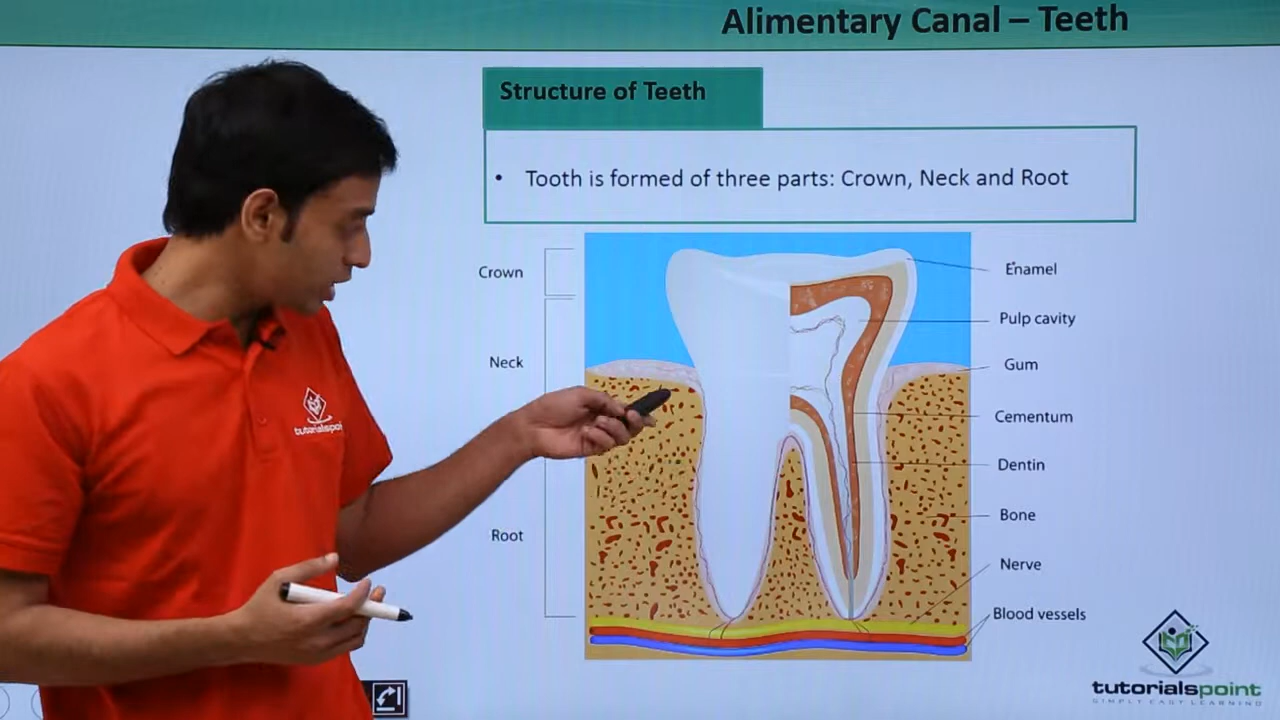 Alimentary Canal – Teeth
Structure of Teeth
• Tooth is formed of three parts: Crown, Neck and Root
Crown
Neck
Root
Enamel
Pulp cavity
Gum
Cementum
Dentin
Bone
Nerve
Blood vessels
tutorialspoi
tutorialspoint
SIMPLY EASY LEARNING